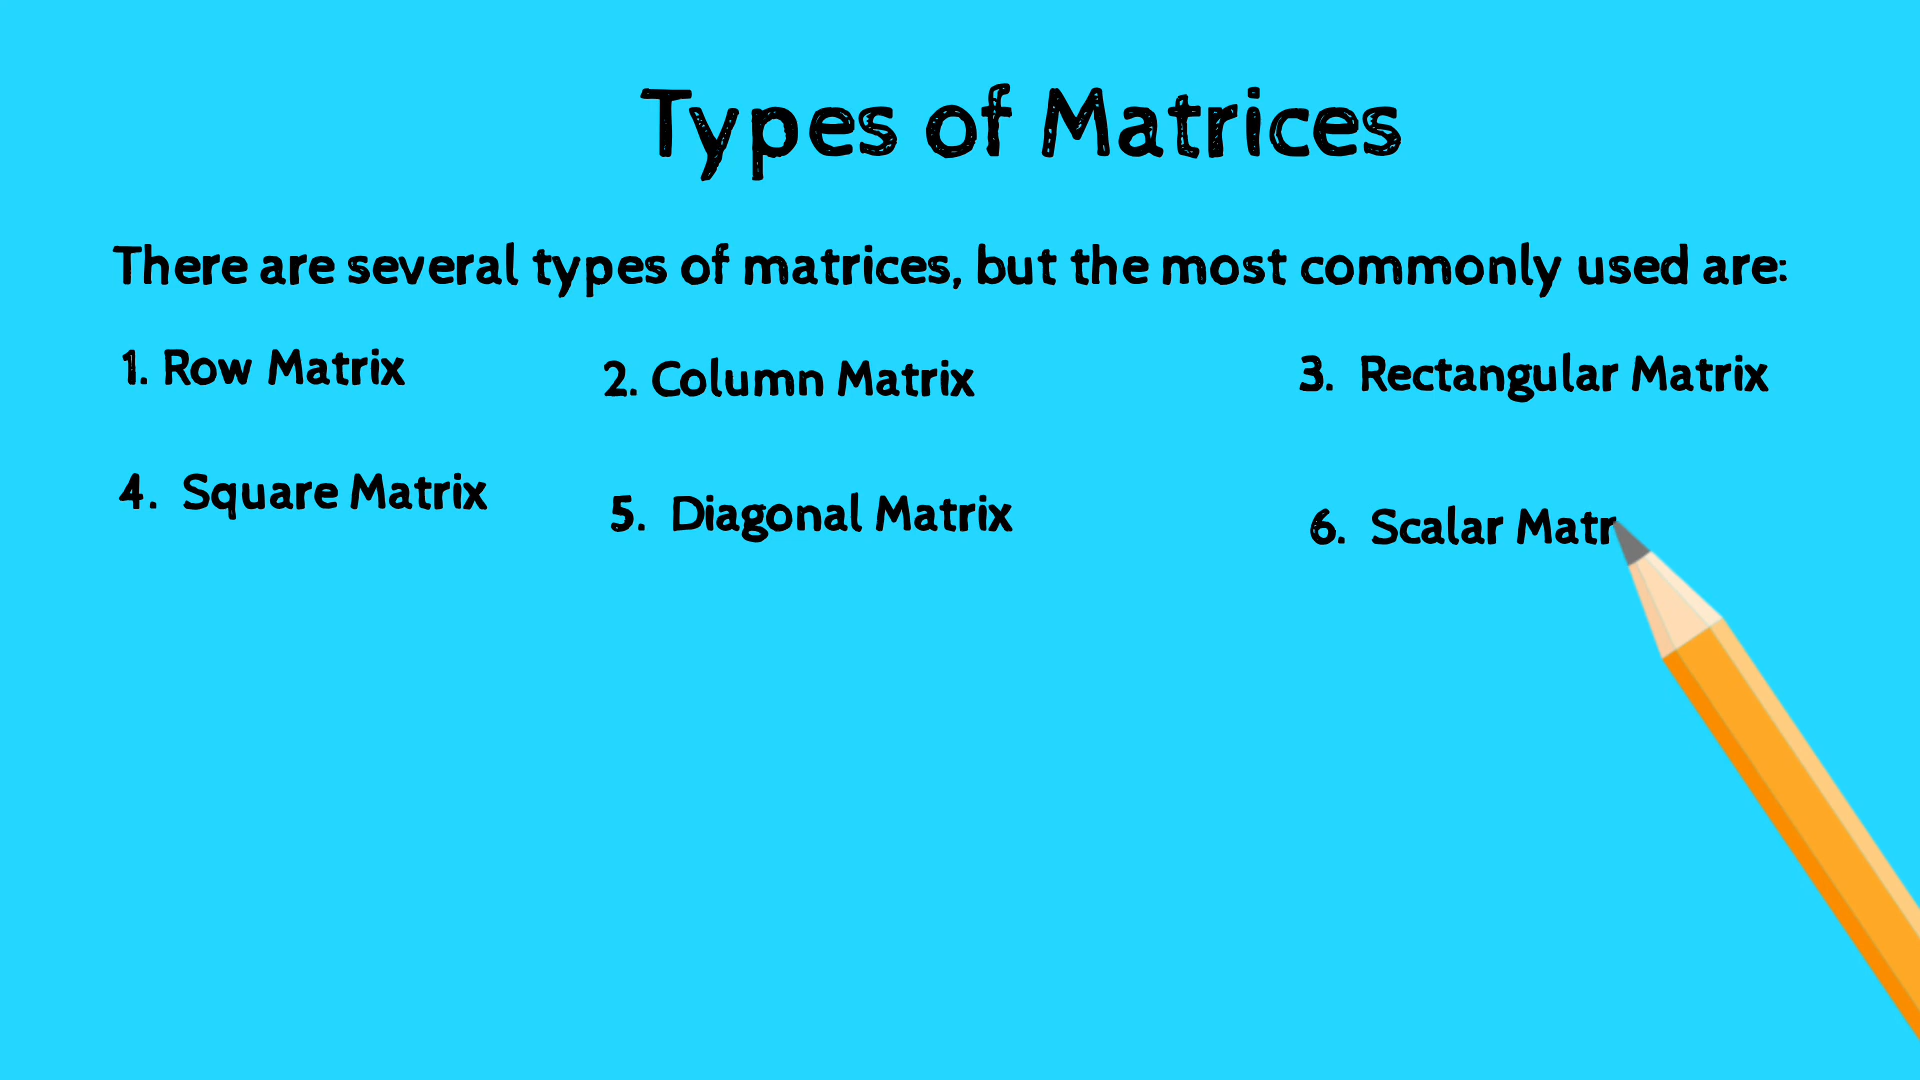 Types of Matrices
There are several types of matrices, but the most commonly used are:
1. Row Matrix
2. Column Matrix
3. Rectangular Matrix
4. Square Matrix
5. Diagonal Matrix
6. Scalar Matr